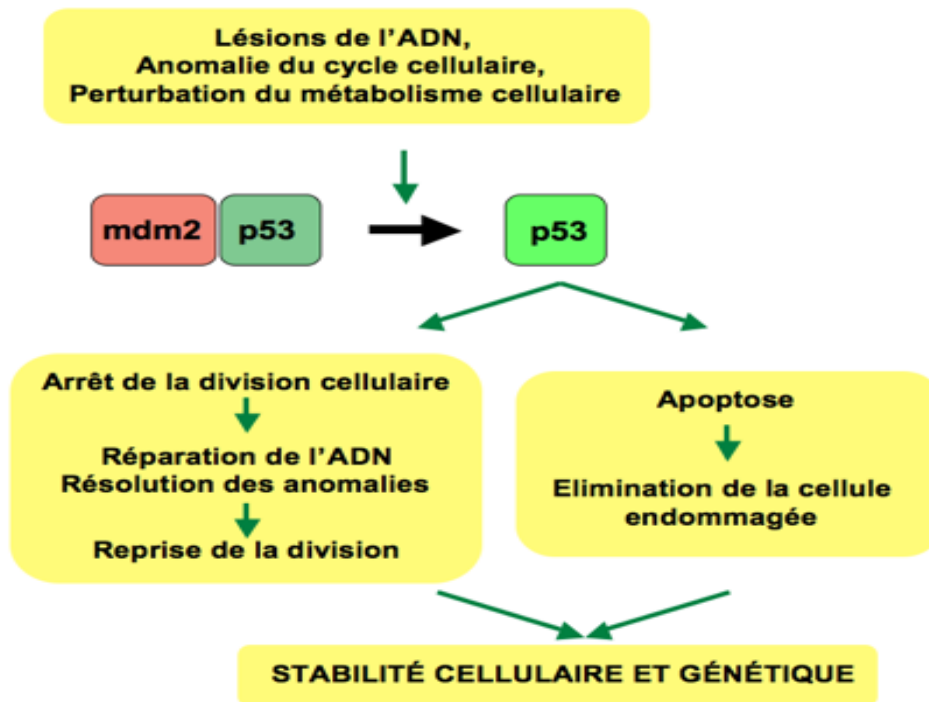 Lésions de l'ADN,
Anomalie du cycle cellulaire,
Perturbation du métabolisme cellulaire
mdm2 p53 p53
Arrêt de la division cellulaire
Réparation de l'ADN
Résolution des anomalies
Reprise de la division
Apoptose
Elimination de la cellule
endommagée
STABILITÉ CELLULAIRE ET GÉNÉTIQUE